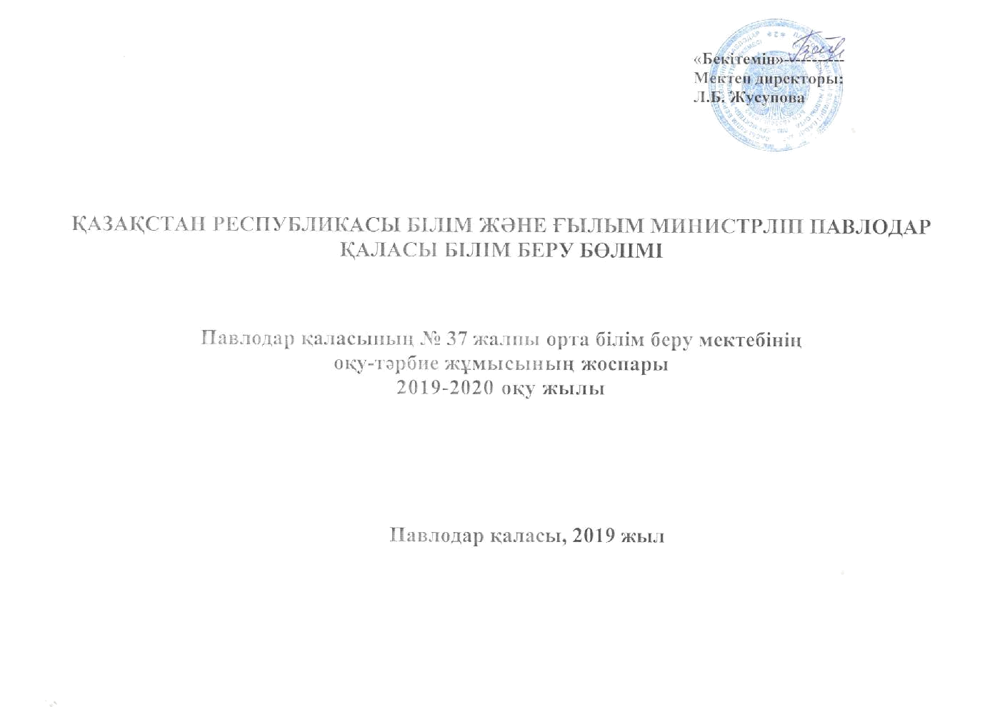 «Бекітемін»-----------
Мектеп директоры:
Л.Б. Жусупова
ҚАЗАҚСТАН РЕСПУБЛИКАСЫ БІЛІМ ЖӘНЕ ҒЫЛЫМ МИНИСТРЛІГІ ПАВЛОДАР
ҚАЛАСЫ БІЛІМ БЕРУ БӨЛІМІ
Павлодар қаласының № 37 жалпы орта білім беру мектебінің
оқу-тәрбие жұмысының жоспары
2019-2020 оқу жылы
Павлодар қаласы, 2019 жыл